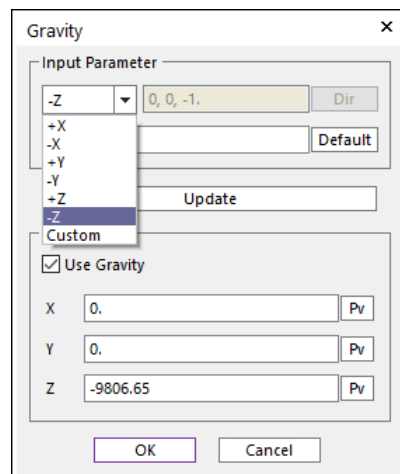 Gravity
Input Parameter
-Z 0, 0, -1. Dir
+X
-X
+Y
-Y
+Z
-Z
Custom
Default
Update
Use Gravity
X 0. Pv
Y 0. Pv
Z -9806.65 Pv
OK Cancel